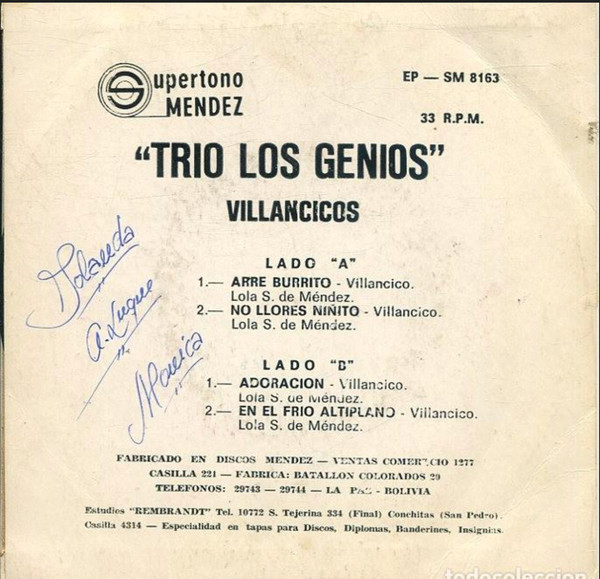 Supertono
MENDEZ
EP — SM 8163
33 R.P.M.
"TRIO LOS GENIOS"
VILLANCICOS
LADO "A"
1.— ARRE BURRITO - Villancico.
Lola S. de Méndez.
2.— NO LLORES NIÑITO - Villancico.
Lola S. de Méndez.
LADO "B"
1.— ADORACION - Villancico.
Lola S. de Méndez.
2.— EN EL FRIO ALTIPLANO - Villancico.
Lola S. de Méndez.
Yolanda
A. Luque
Monica
FABRICADO EN DISCOS MENDEZ — VENTAS COMERCIO 1277
CASILLA 221 — FABRICA: BATALLON COLORADOS 29
TELEFONOS: 29743 — 29744 — LA PAZ - BOLIVIA
Estudios "REMBRANDT" Tel. 10772 S. Tejerina 334 (Final) Conchitas (San Pedro).
Casilla 4314 — Especialidad en tapas para Discos, Diplomas, Banderines, Insignias.
todocoleccion